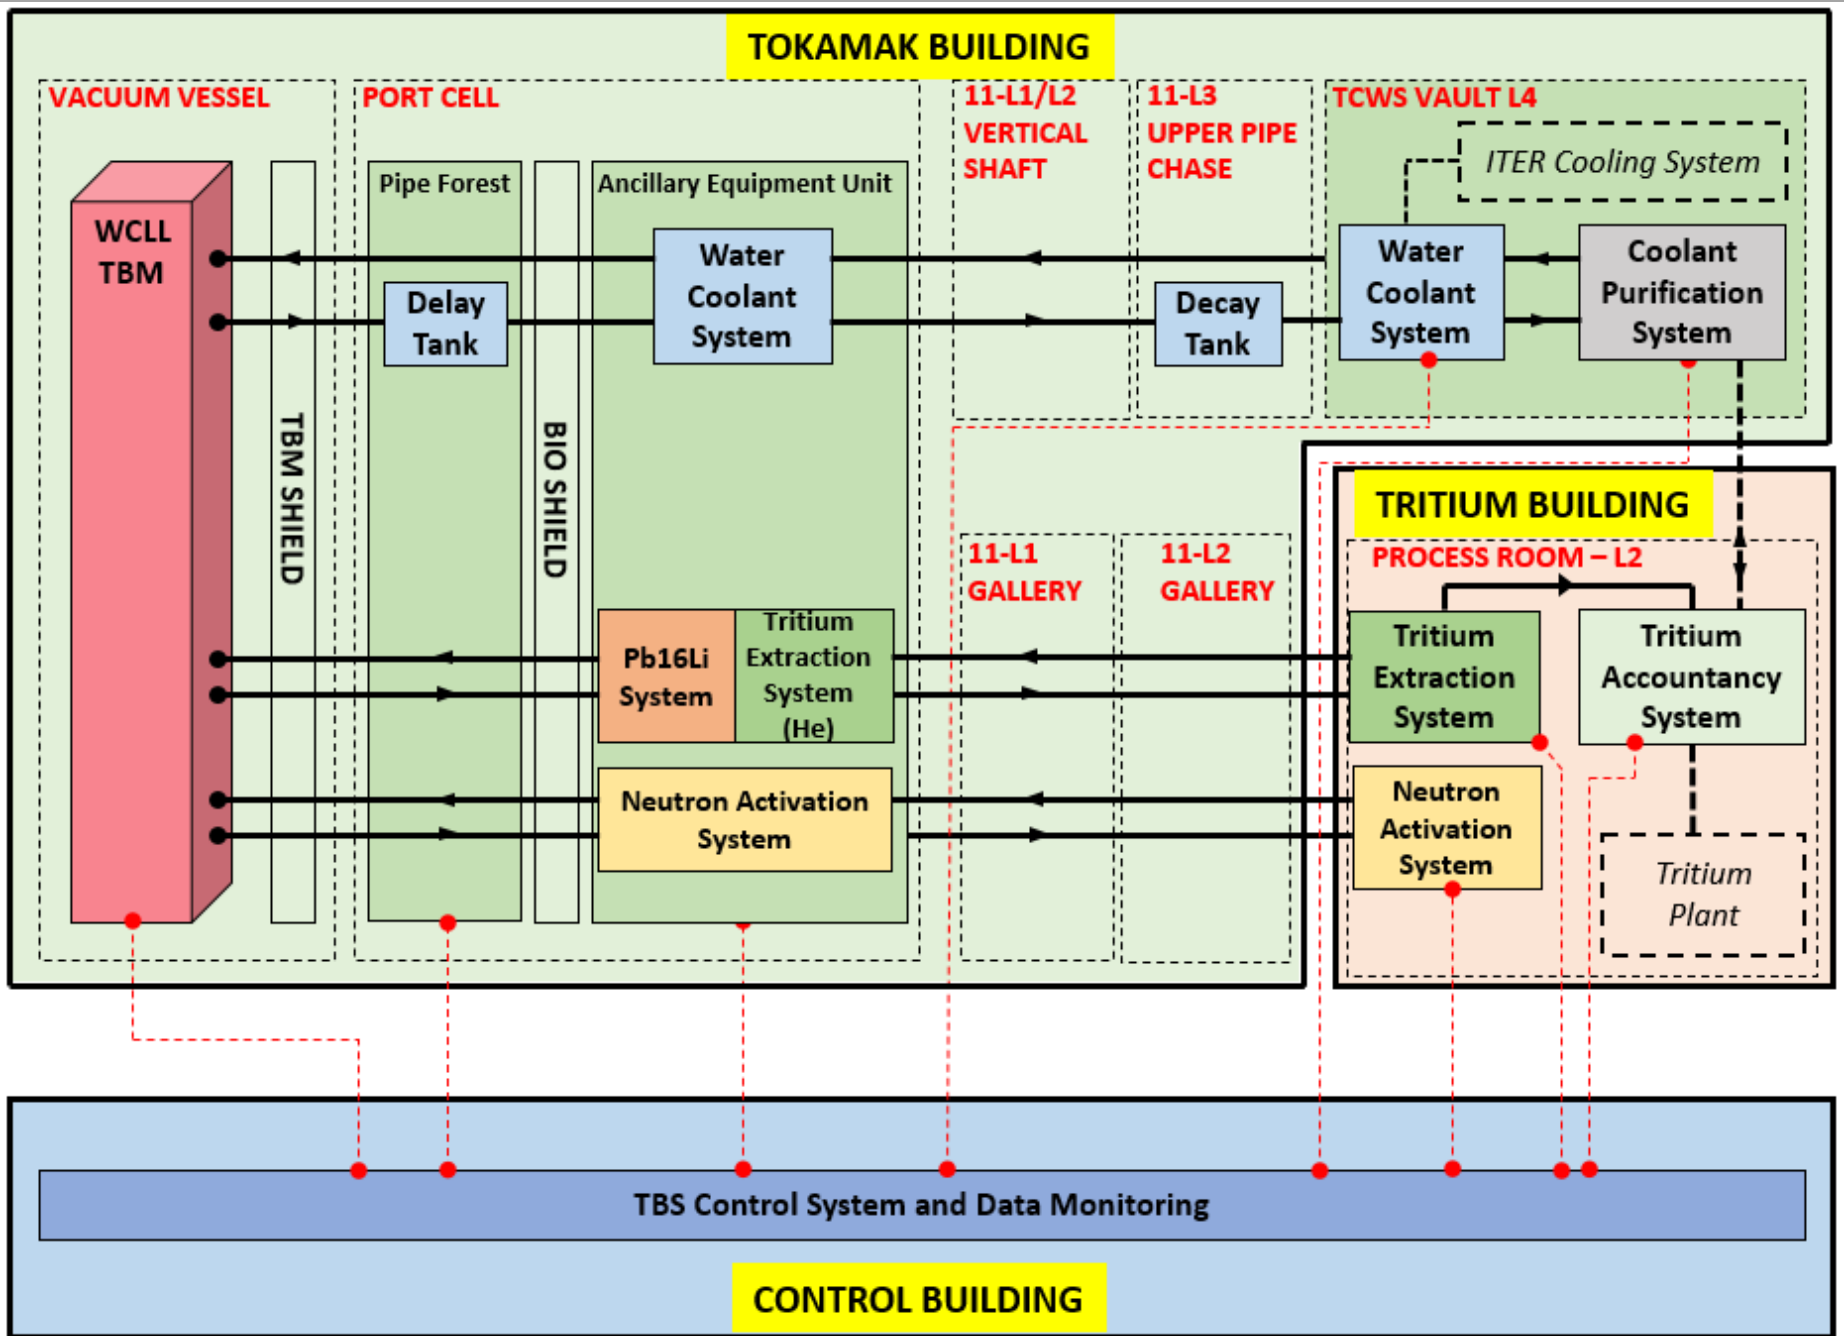 TOKAMAK BUILDING
VACUUM VESSEL
PORT CELL
11-L1/L2
VERTICAL
SHAFT
11-L3
UPPER PIPE
CHASE
TCWS VAULT L4
ITER Cooling System
WCLL
TBM
TBM SHIELD
Pipe Forest
BIO SHIELD
Ancillary Equipment Unit
Delay
Tank
Water
Coolant
System
Decay
Tank
Water
Coolant
System
Coolant
Purification
System
TRITIUM BUILDING
11-L1
GALLERY
11-L2
GALLERY
PROCESS ROOM – L2
Pb16Li
System
Tritium
Extraction
System
(He)
Tritium
Extraction
System
Tritium
Accountancy
System
Neutron Activation
System
Neutron
Activation
System
Tritium
Plant
TBS Control System and Data Monitoring
CONTROL BUILDING